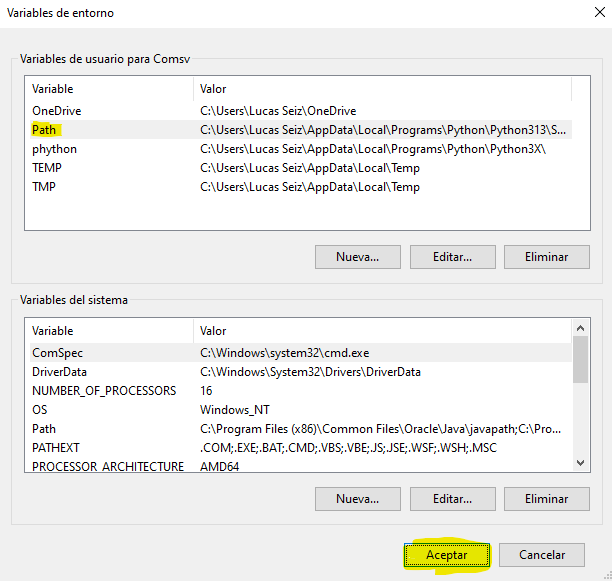 Variables de entorno
Variables de usuario para Comsv
Variable Valor
OneDrive C:\Users\Lucas Seiz\OneDrive
Path C:\Users\Lucas Seiz\AppData\Local\Programs\Python\Python313\S...
phython C:\Users\Lucas Seiz\AppData\Local\Programs\Python\Python3X\
TEMP C:\Users\Lucas Seiz\AppData\Local\Temp
TMP C:\Users\Lucas Seiz\AppData\Local\Temp
Nueva... Editar... Eliminar
Variables del sistema
Variable Valor
ComSpec C:\Windows\system32\cmd.exe
DriverData C:\Windows\System32\Drivers\DriverData
NUMBER_OF_PROCESSORS 16
OS Windows_NT
Path C:\Program Files (x86)\Common Files\Oracle\Java\javapath;C:\Pro...
PATHEXT .COM;.EXE;.BAT;.CMD;.VBS;.VBE;.JS;.JSE;.WSF;.WSH;.MSC
PROCESSOR_ARCHITECTURE AMD64
Nueva... Editar... Eliminar
Aceptar Cancelar